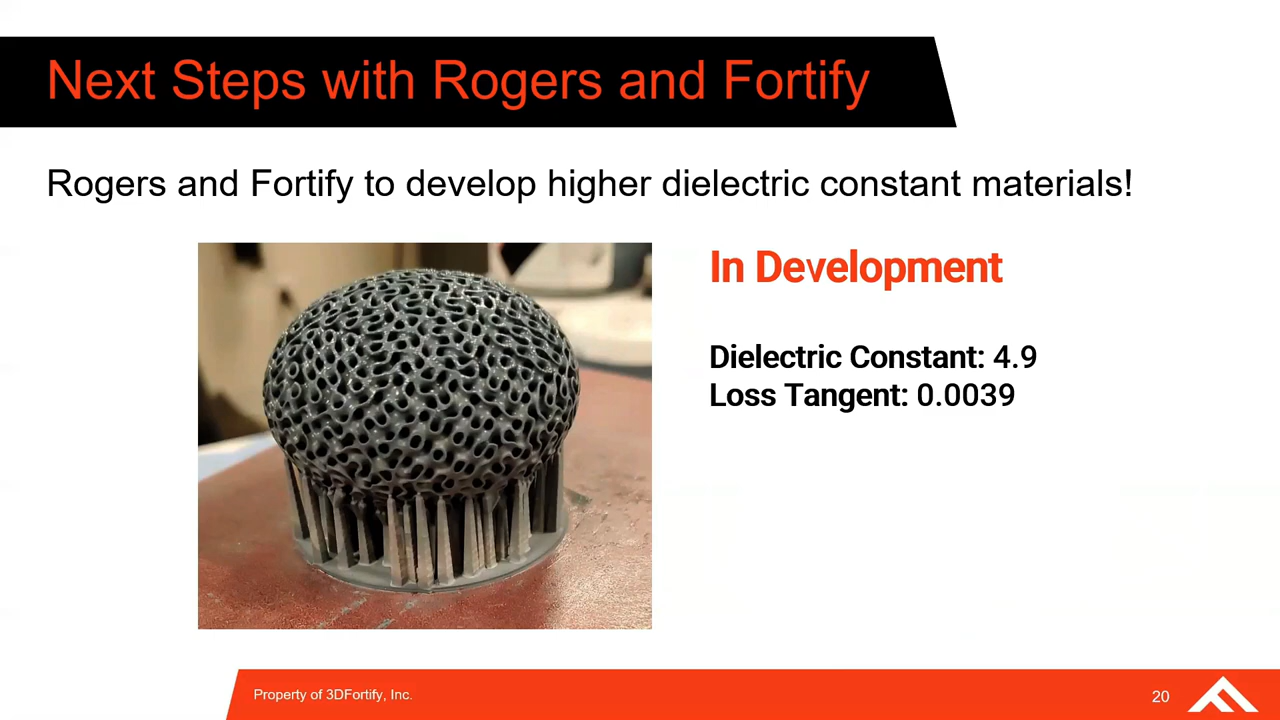 Next Steps with Rogers and Fortify
Rogers and Fortify to develop higher dielectric constant materials!
In Development
Dielectric Constant: 4.9
Loss Tangent: 0.0039
Property of 3DFortify, Inc.
20